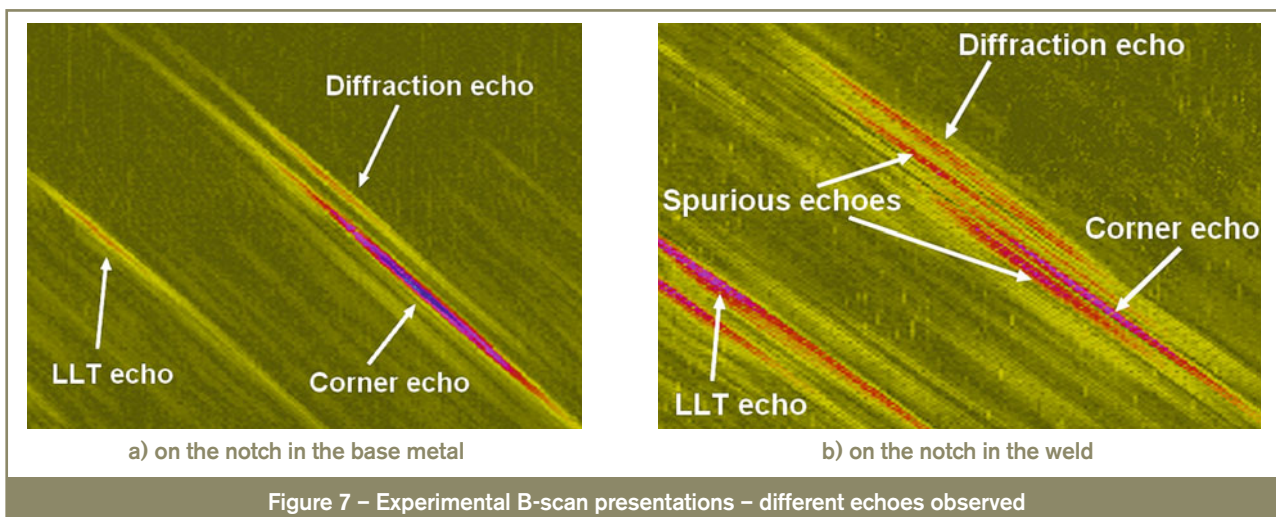 Diffraction echo
LLT echo
Corner echo
a) on the notch in the base metal
Diffraction echo
Spurious echoes
Corner echo
LLT echo
b) on the notch in the weld
Figure 7 – Experimental B-scan presentations – different echoes observed